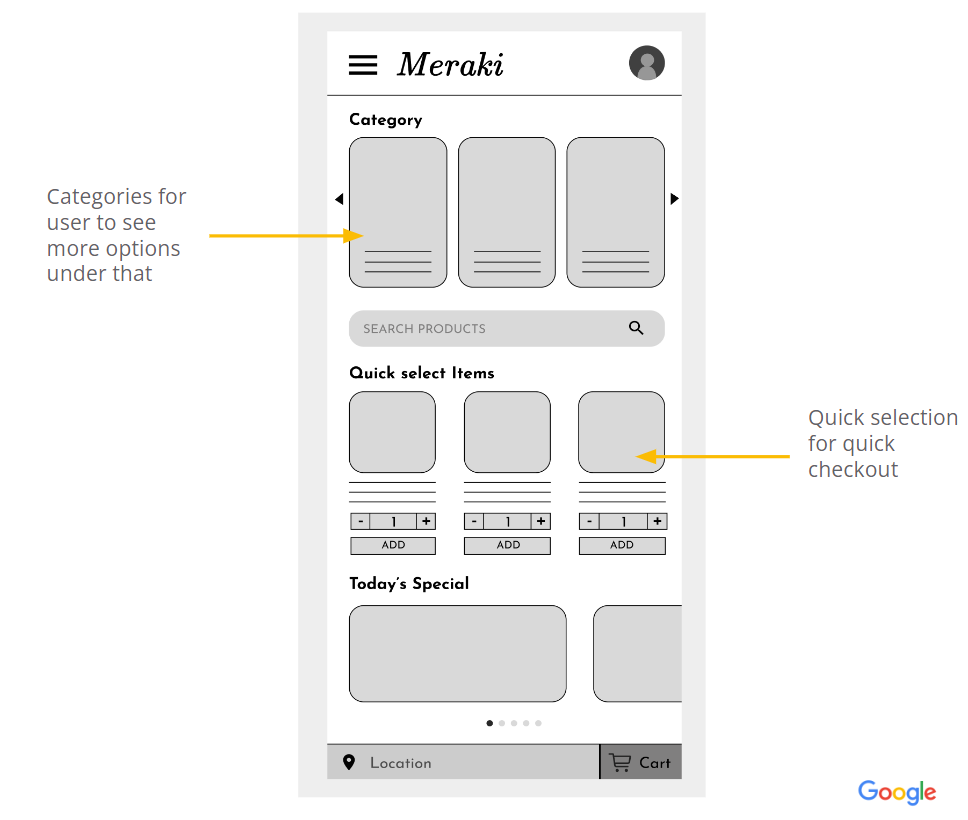 Meraki
Category
Categories for
user to see
more options
under that
SEARCH PRODUCTS
Quick select Items
Quick selection
for quick
checkout
- 1 + - 1 + - 1 +
ADD ADD ADD
Today's Special
Location Cart
Google